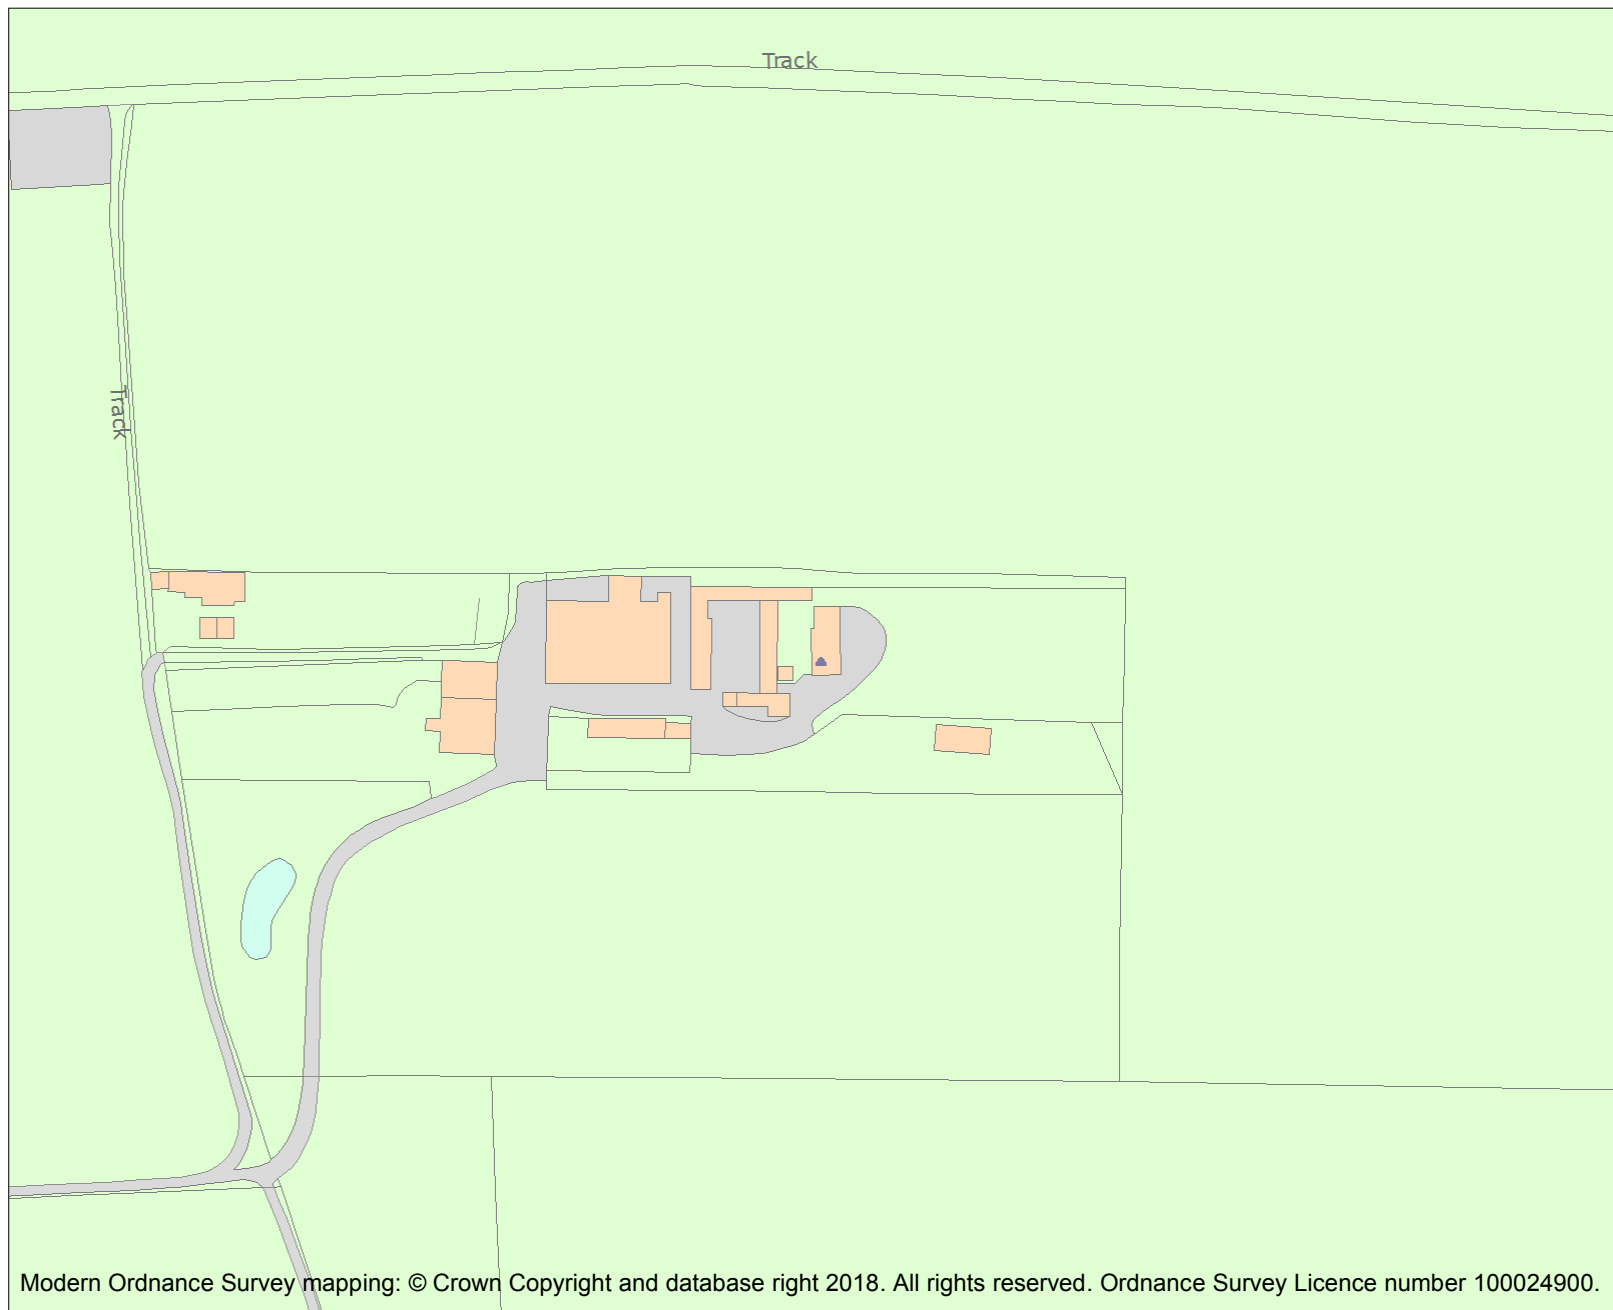 Track
Track
Modern Ordnance Survey mapping: © Crown Copyright and database right 2018. All rights reserved. Ordnance Survey Licence number 100024900.